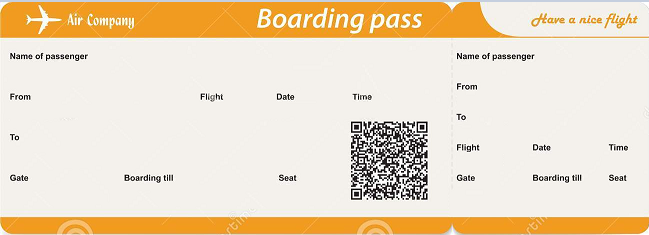 Air Company
Boarding pass
Have a nice flight
Name of passenger
From Flight Date Time
To
Gate Boarding till Seat
Name of passenger
From
To
Flight Date Time
Gate Boarding till Seat